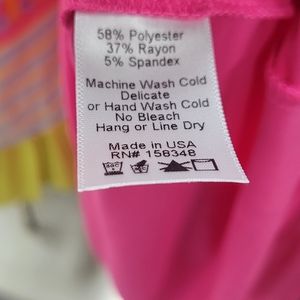 58% Polyester
37% Rayon
5% Spandex
Machine Wash Cold
Delicate
or Hand Wash Cold
No Bleach
Hang or Line Dry
Made in USA
RN# 158348